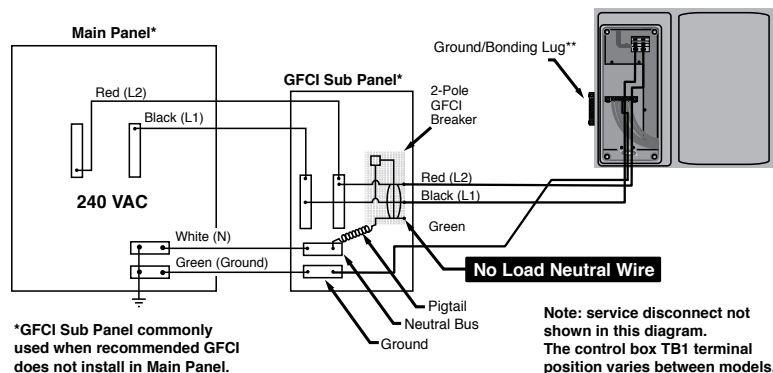 Main Panel*
Ground/Bonding Lug**
GFCI Sub Panel*
2-Pole
GFCI
Breaker
Red (L2)
Black (L1)
240 VAC
Red (L2)
Black (L1)
Green
White (N)
Green (Ground)
No Load Neutral Wire
Pigtail
Neutral Bus
Ground
*GFCI Sub Panel commonly
used when recommended GFCI
does not install in Main Panel.
Note: service disconnect not
shown in this diagram.
The control box TB1 terminal
position varies between models.